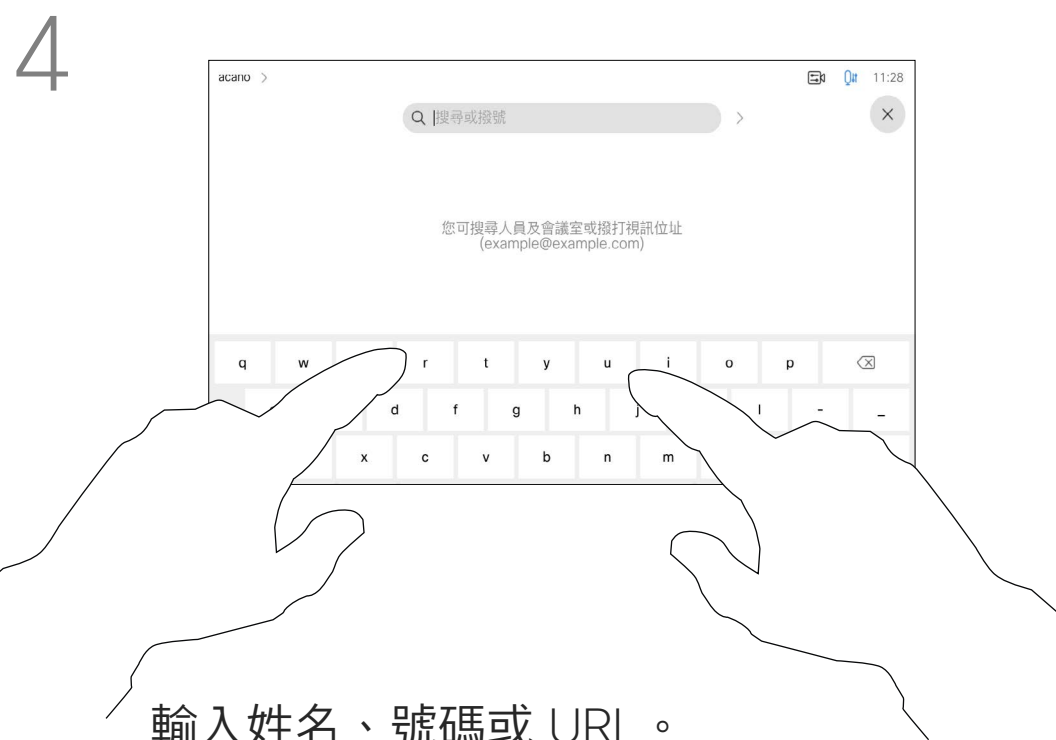 4
acano >
11:28
搜尋或撥號
您可搜尋人員及會議室或撥打視訊位址
(example@example.com)
q w r t y u i o p
d f g h j l - _
x c v b n m
輸入姓名、號碼或 URI。